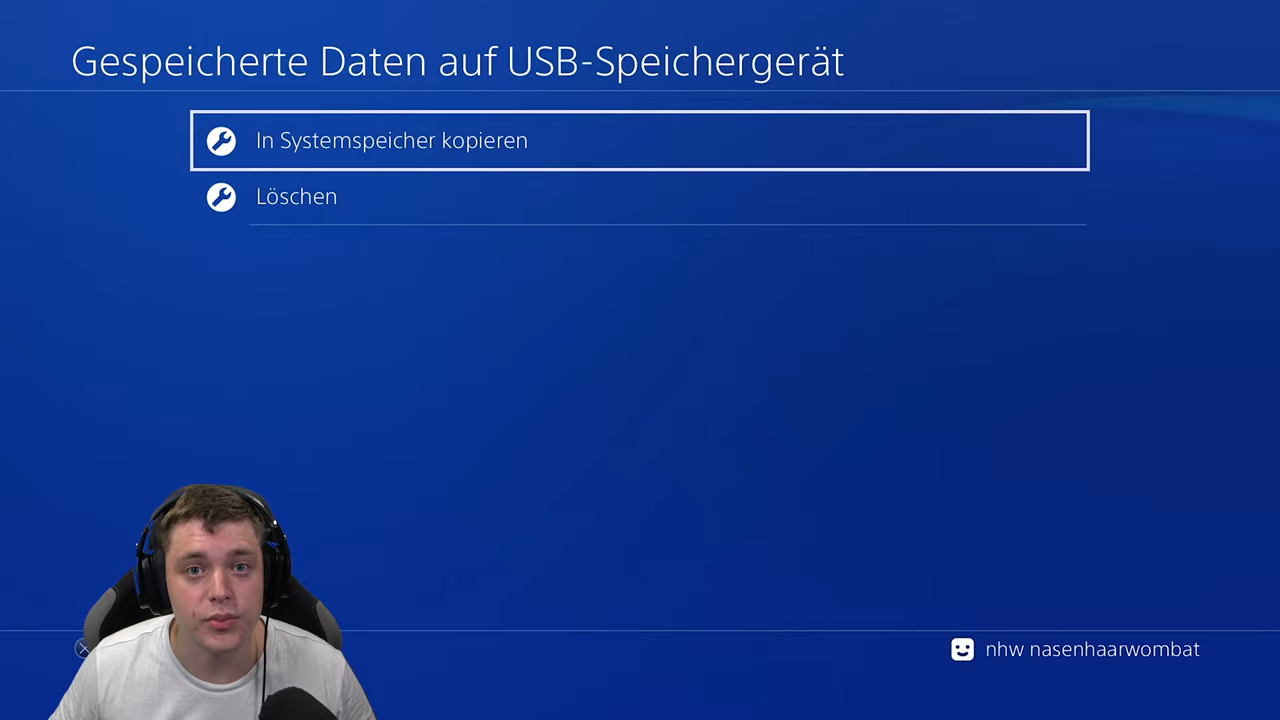 Gespeicherte Daten auf USB-Speichergerät
In Systemspeicher kopieren
Löschen
nhw nasenhaarwombat